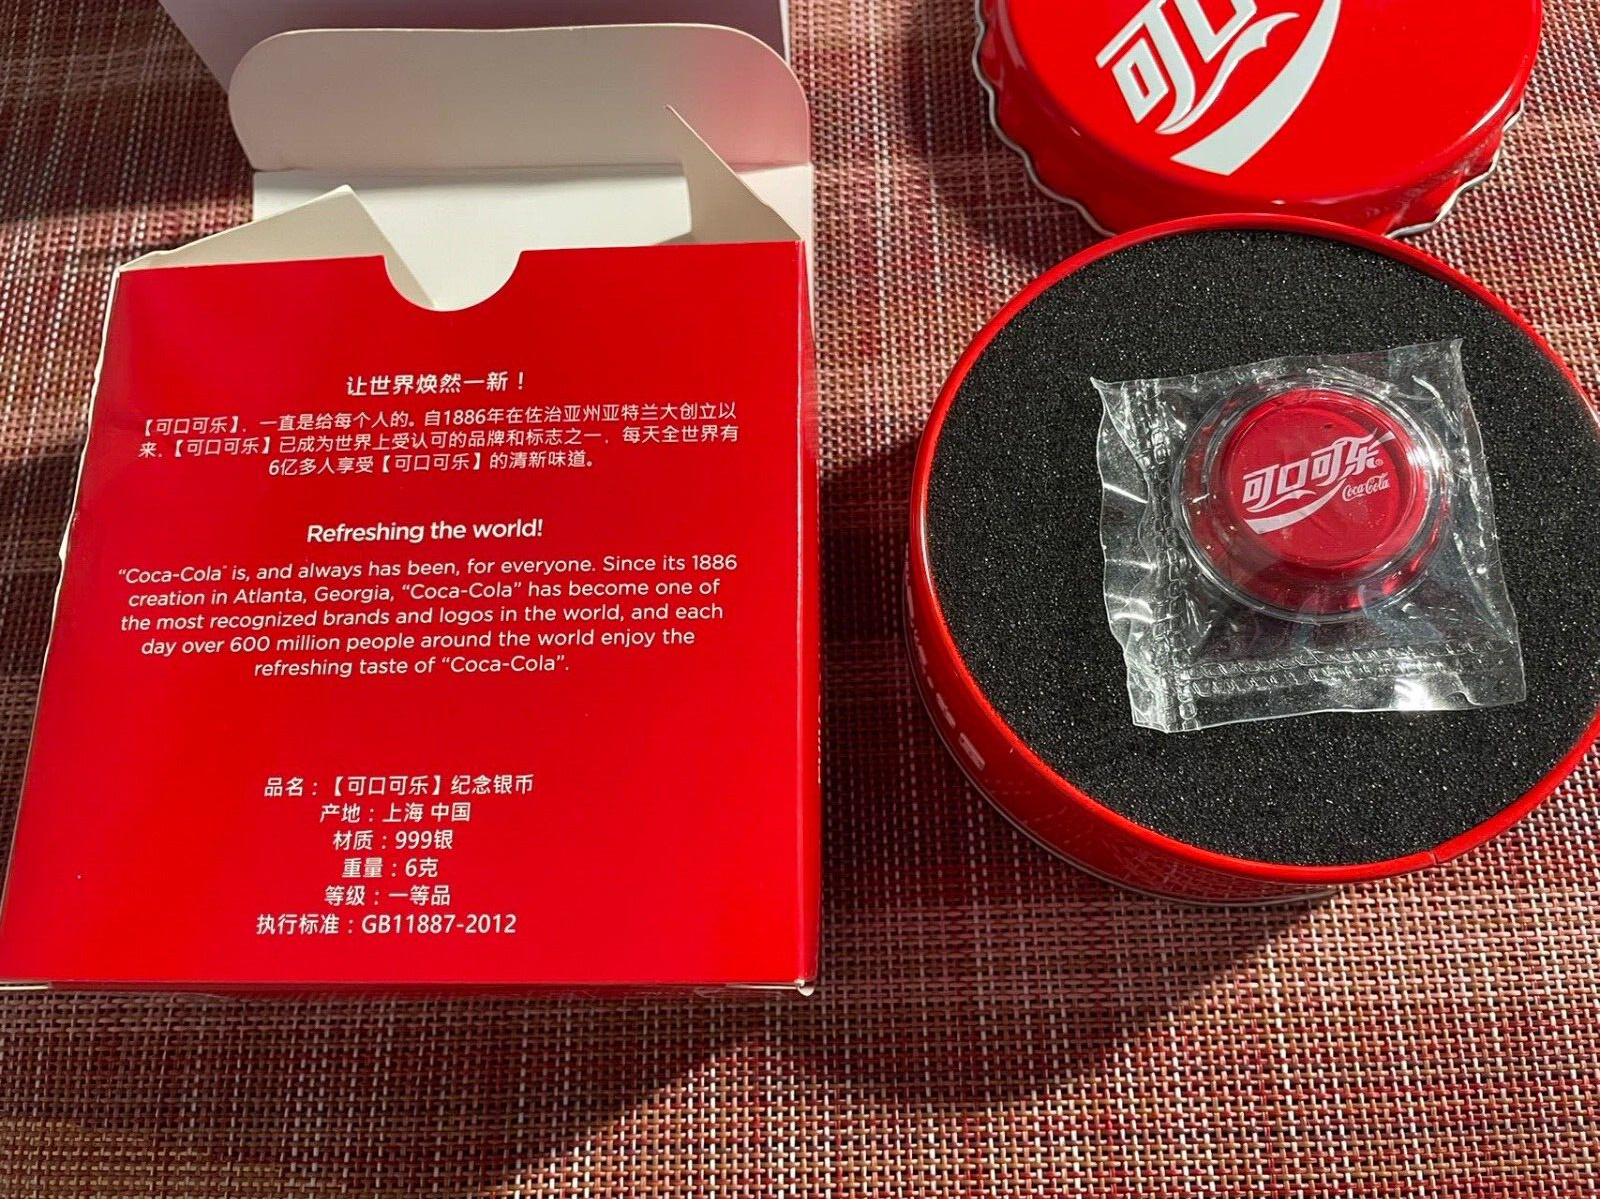 让世界焕然一新！
【可口可乐】，一直是给每个人的。自1886年在佐治亚州亚特兰大创立以
来，【可口可乐】已成为世界上受认可的品牌和标志之一，每天全世界有
6亿多人享受【可口可乐】的清新味道。
Refreshing the world!
“Coca-Cola” is, and always has been, for everyone. Since its 1886
creation in Atlanta, Georgia, “Coca-Cola” has become one of
the most recognized brands and logos in the world, and each
day over 600 million people around the world enjoy the
refreshing taste of “Coca-Cola”.
品名：【可口可乐】纪念银币
产地：上海 中国
材质：999银
重量：6克
等级：一等品
执行标准：GB11887-2012
可口
可口可乐®
Coca-Cola